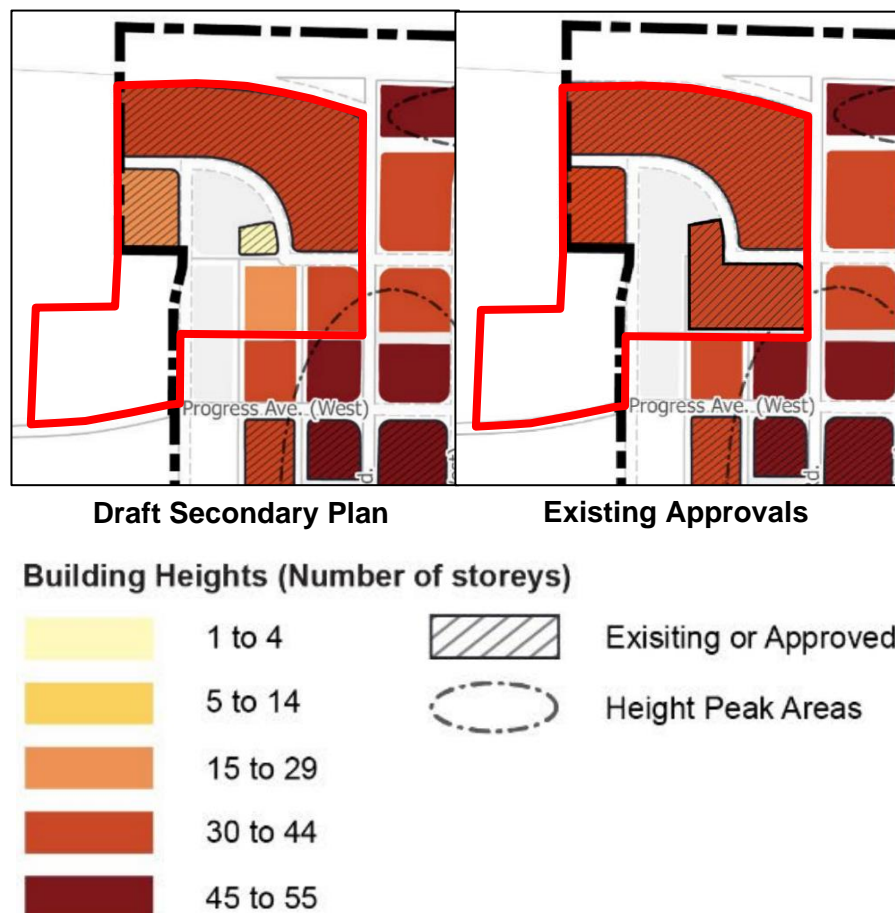 Progress Ave. (West)
d.
Progress Ave. (West)
d.
Draft Secondary Plan
Existing Approvals
Building Heights (Number of storeys)
1 to 4
Exisiting or Approved
5 to 14
Height Peak Areas
15 to 29
30 to 44
45 to 55